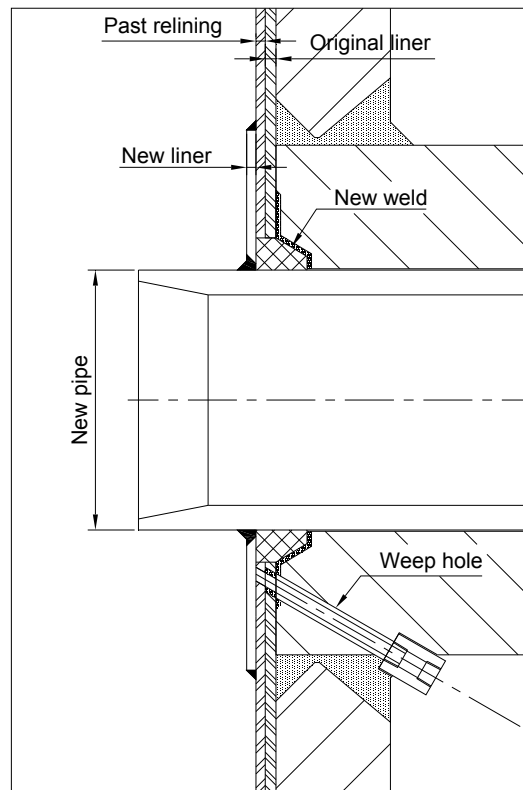 Past relining
Original liner
New liner
New weld
New pipe
Weep hole